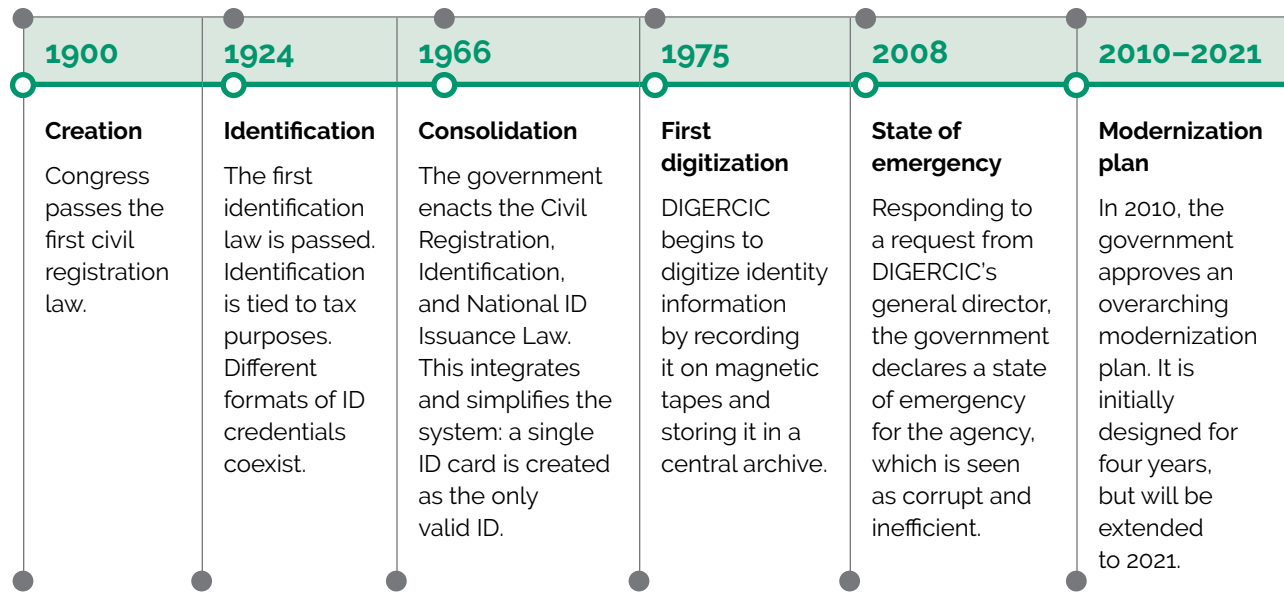 1900
Creation
Congress
passes the
first civil
registration
law.
1924
Identification
The first
identification
law is passed.
Identification
is tied to tax
purposes.
Different
formats of ID
credentials
coexist.
1966
Consolidation
The government
enacts the Civil
Registration,
Identification,
and National ID
Issuance Law.
This integrates
and simplifies the
system: a single
ID card is created
as the only
valid ID.
1975
First
digitization
DIGERCIC
begins to
digitize identity
information
by recording
it on magnetic
tapes and
storing it in a
central archive.
2008
State of
emergency
Responding to
a request from
DIGERCIC’s
general director,
the government
declares a state
of emergency
for the agency,
which is seen
as corrupt and
inefficient.
2010–2021
Modernization
plan
In 2010, the
government
approves an
overarching
modernization
plan. It is
initially
designed for
four years,
but will be
extended
to 2021.